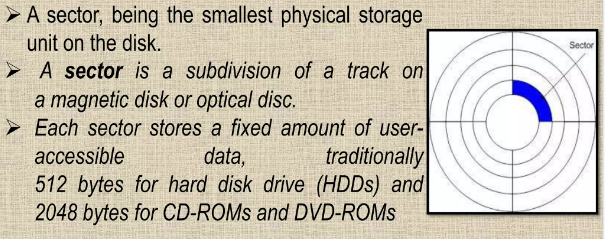 ➢ A sector, being the smallest physical storage
unit on the disk.
➢ A sector is a subdivision of a track on
a magnetic disk or optical disc.
➢ Each sector stores a fixed amount of user-
accessible data, traditionally
512 bytes for hard disk drive (HDDs) and
2048 bytes for CD-ROMs and DVD-ROMs
Sector